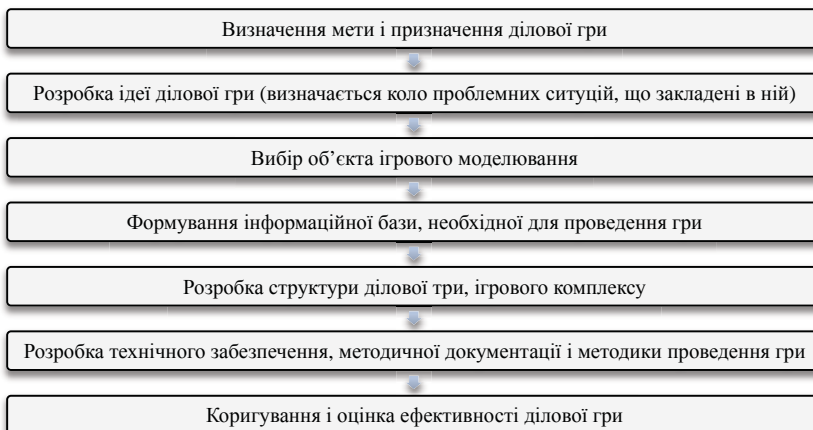 Визначення мети і призначення ділової гри
Розробка ідеї ділової гри (визначається коло проблемних ситуцій, що закладені в ній)
Вибір об’єкта ігрового моделювання
Формування інформаційної бази, необхідної для проведення гри
Розробка структури ділової три, ігрового комплексу
Розробка технічного забезпечення, методичної документації і методики проведення гри
Коригування і оцінка ефективності ділової гри